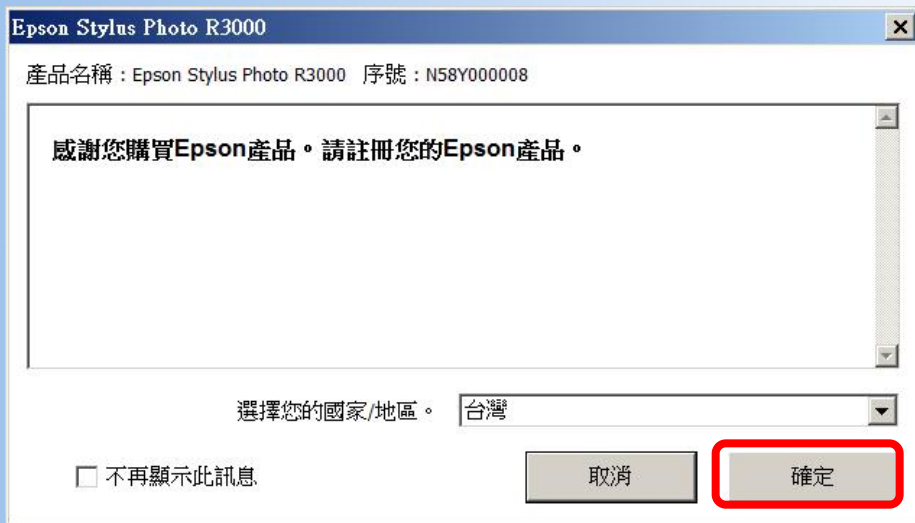 Epson Stylus Photo R3000
產品名稱：Epson Stylus Photo R3000 序號：N58Y000008
感謝您購買Epson產品。請註冊您的Epson產品。
選擇您的國家/地區。 台灣
不再顯示此訊息 取消 確定